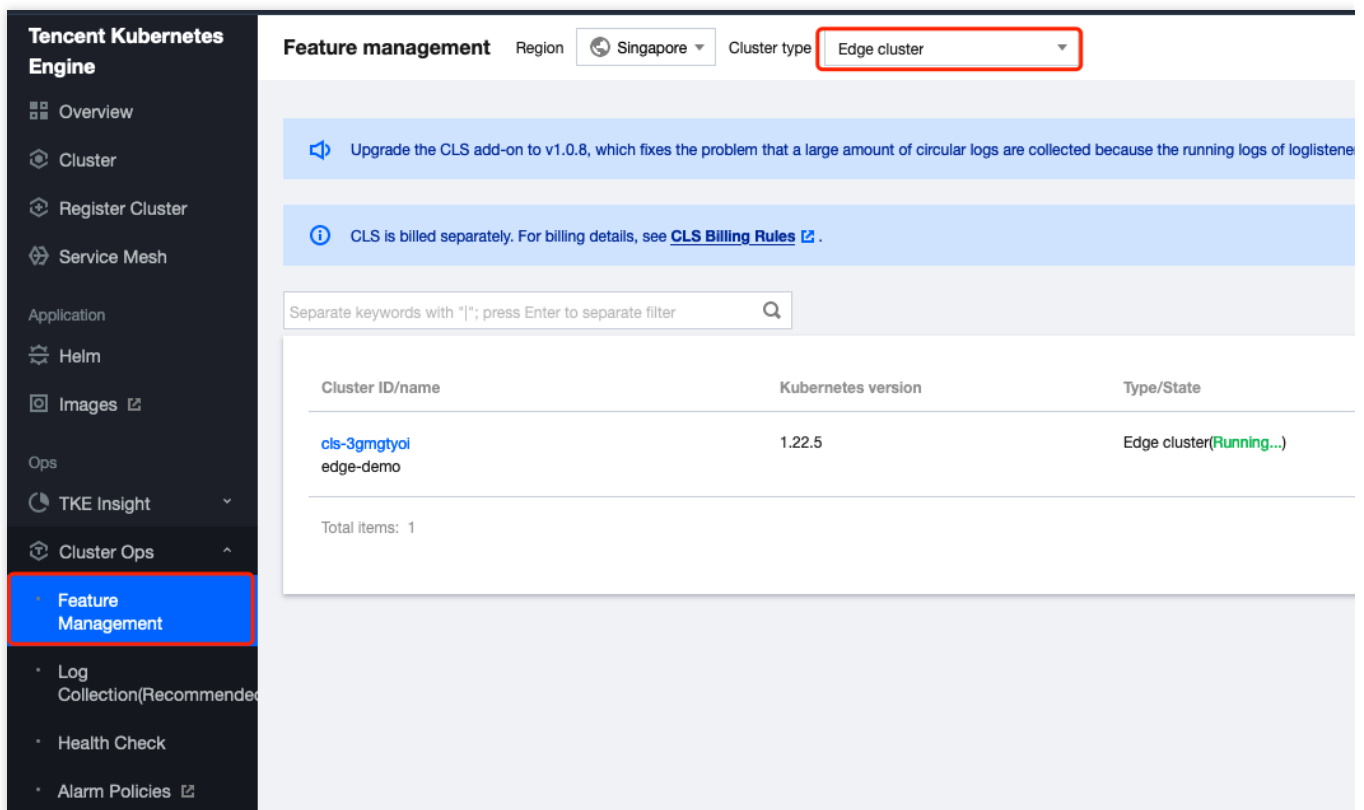 Tencent Kubernetes
Engine
Overview
Cluster
Register Cluster
Service Mesh
Application
Helm
Images
Ops
TKE Insight
Cluster Ops
Feature
Management
Log
Collection(Recommended
Health Check
Alarm Policies
Feature management Region Singapore Cluster type Edge cluster
Upgrade the CLS add-on to v1.0.8, which fixes the problem that a large amount of circular logs are collected because the running logs of loglistener
CLS is billed separately. For billing details, see CLS Billing Rules .
Separate keywords with "|"; press Enter to separate filter
Cluster ID/name Kubernetes version Type/State
cls-3gmgtyoi 1.22.5 Edge cluster(Running...)
edge-demo
Total items: 1